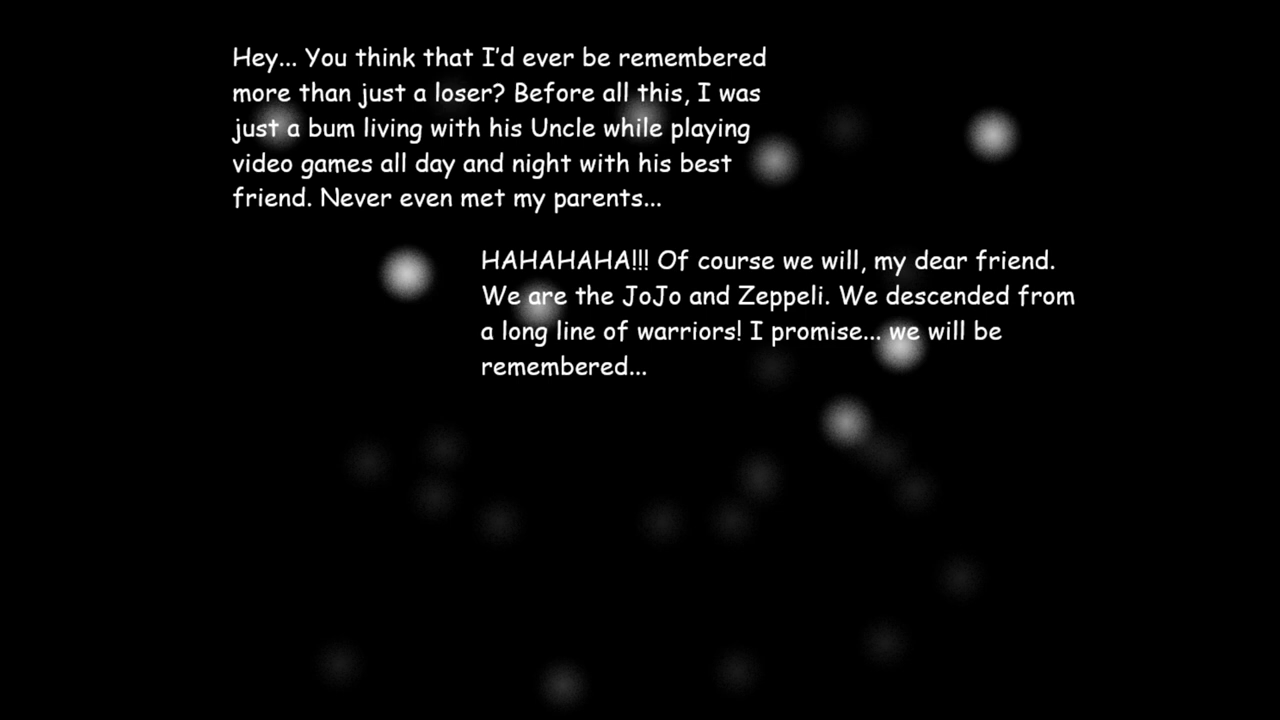 Hey... You think that I'd ever be remembered
more than just a loser? Before all this, I was
just a bum living with his Uncle while playing
video games all day and night with his best
friend. Never even met my parents...
HAHAHAHA!!! Of course we will, my dear friend.
We are the JoJo and Zeppeli. We descended from
a long line of warriors! I promise... we will be
remembered...